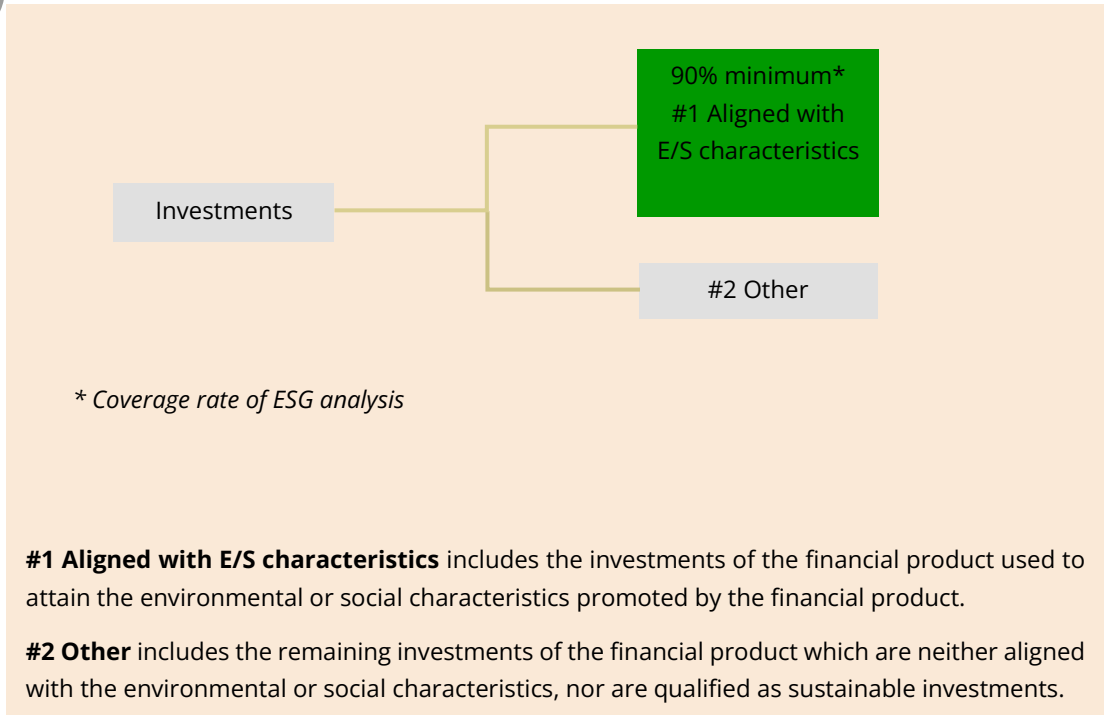 90% minimum*
#1 Aligned with
E/S characteristics
Investments
#2 Other
* Coverage rate of ESG analysis
#1 Aligned with E/S characteristics includes the investments of the financial product used to
attain the environmental or social characteristics promoted by the financial product.
#2 Other includes the remaining investments of the financial product which are neither aligned
with the environmental or social characteristics, nor are qualified as sustainable investments.